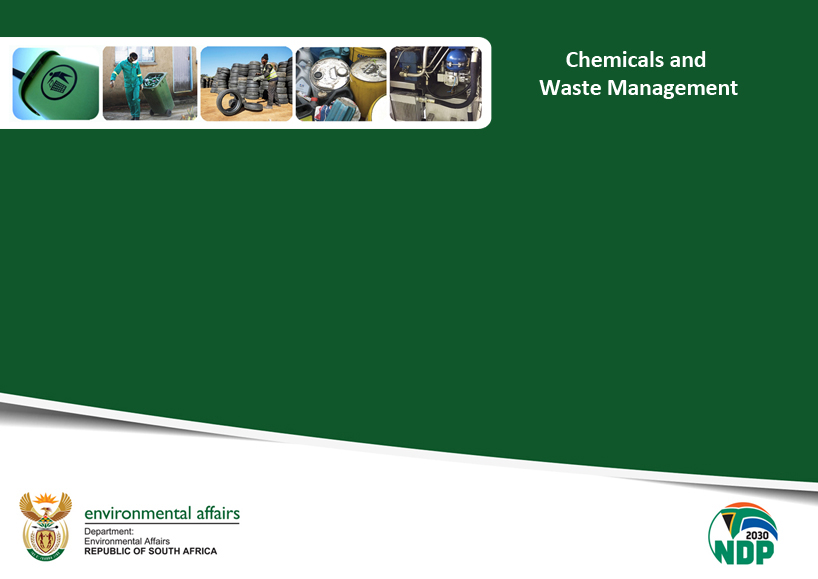 Chemicals and
Waste Management
environmental affairs
Department:
Environmental Affairs
REPUBLIC OF SOUTH AFRICA
2030
NDP